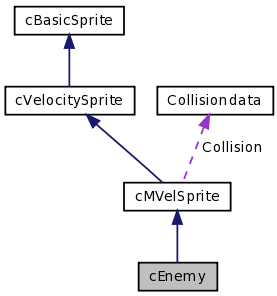 cBasicSprite
cVelocitySprite
Collisiondata
Collision
cMVelSprite
cEnemy